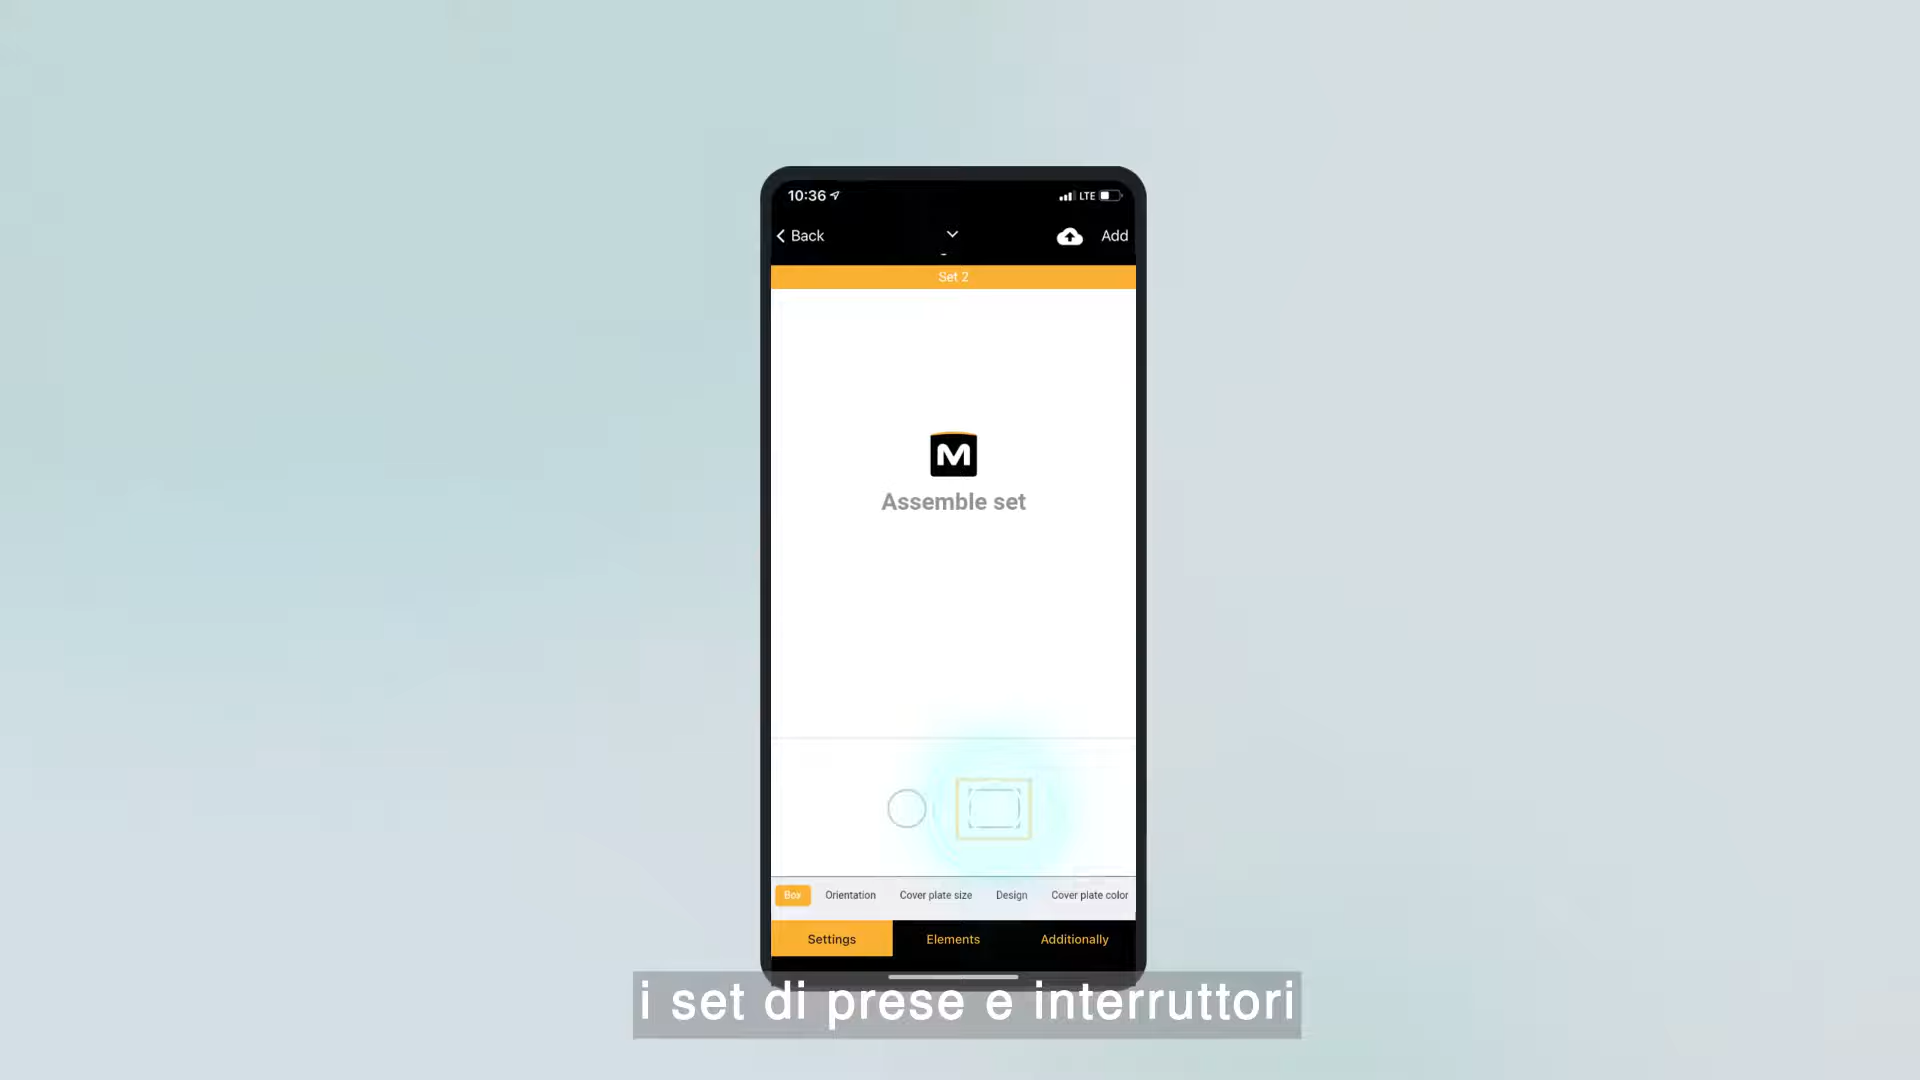 10:36
LTE
Back
Add
Set 2
M
Assemble set
Box
Orientation
Cover plate size
Design
Cover plate color
Settings
Elements
Additionally
i set di prese e interruttori